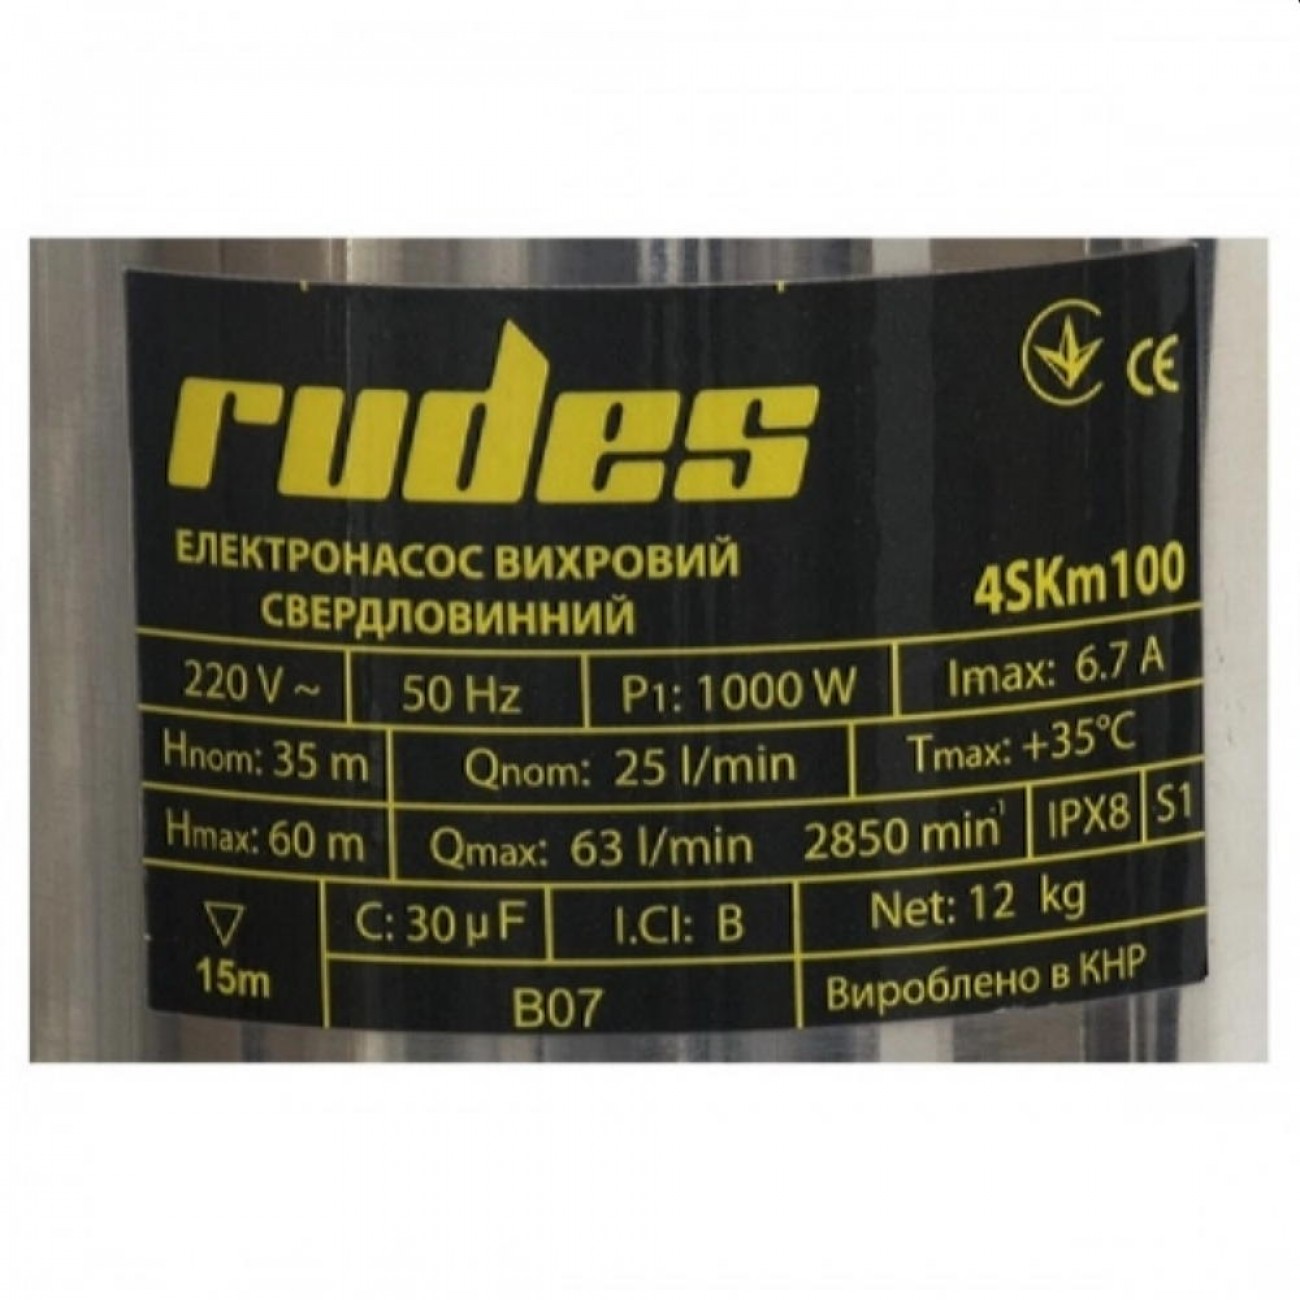 rudes
CE
ЕЛЕКТРОНАСОС ВИХРОВИЙ
СВЕРДЛОВИННИЙ
4SKm100
220 V ~ 50 Hz P1: 1000 W Imax: 6.7 A
Hnom: 35 m Qnom: 25 l/min Tmax: +35°C
Hmax: 60 m Qmax: 63 l/min 2850 min⁻¹ IPX8 S1
15m C: 30 µF I.Cl: B Net: 12 kg
B07 Вироблено в КНР